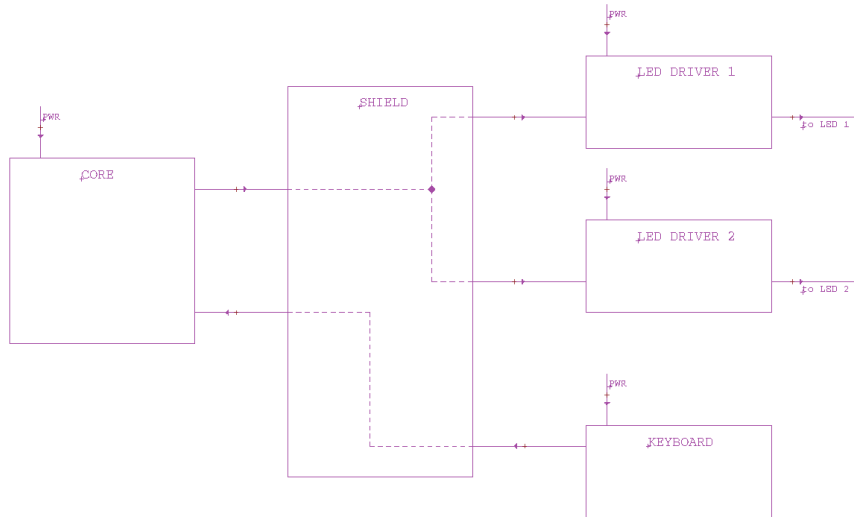 PWR
LED DRIVER 1
to LED 1
SHIELD
PWR
CORE
PWR
LED DRIVER 2
to LED 2
PWR
KEYBOARD